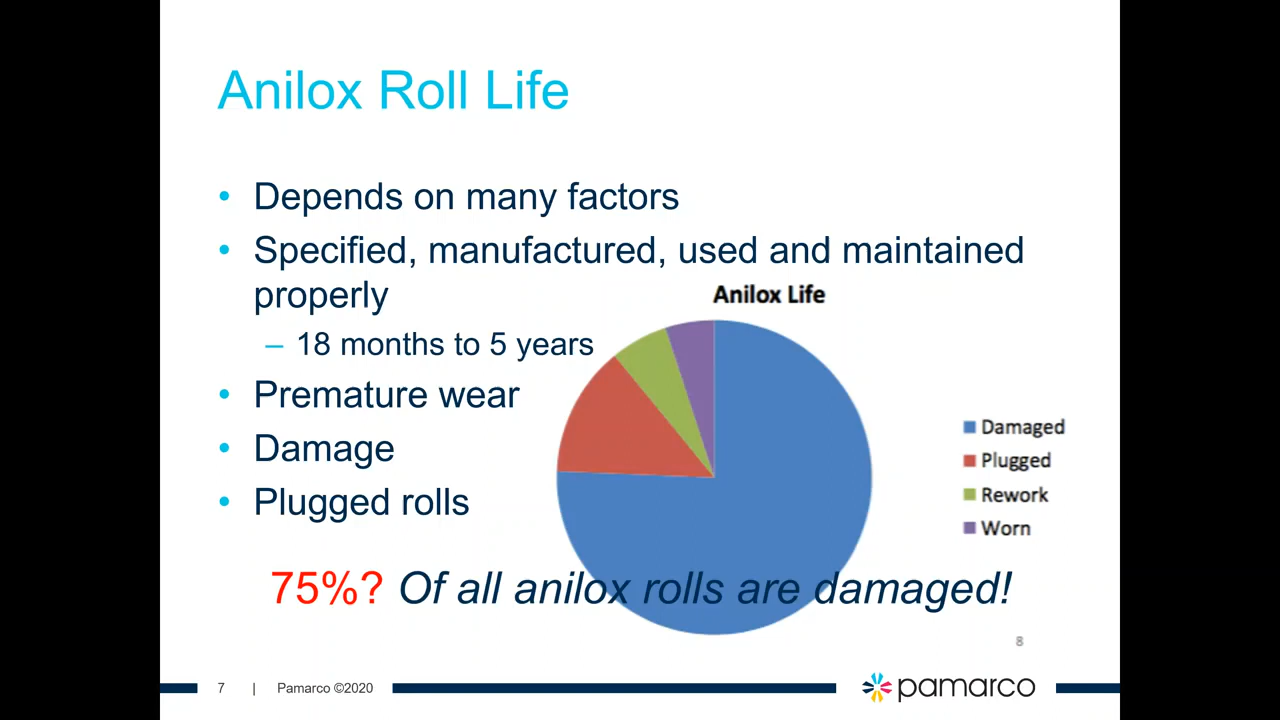 Anilox Roll Life
• Depends on many factors
• Specified, manufactured, used and maintained
properly
– 18 months to 5 years
• Premature wear
• Damage
• Plugged rolls
Anilox Life
Damaged
Plugged
Rework
Worn
75%? Of all anilox rolls are damaged!
8
7 | Pamarco ©2020
pamarco